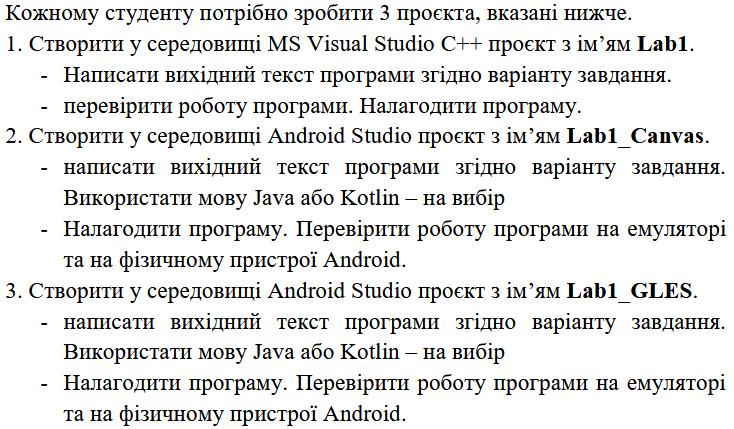 Кожному студенту потрібно зробити 3 проєкта, вказані нижче.
1. Створити у середовищі MS Visual Studio C++ проєкт з ім’ям Lab1.
- Написати вихідний текст програми згідно варіанту завдання.
- перевірити роботу програми. Налагодити програму.
2. Створити у середовищі Android Studio проєкт з ім’ям Lab1_Canvas.
- написати вихідний текст програми згідно варіанту завдання.
Використати мову Java або Kotlin – на вибір
- Налагодити програму. Перевірити роботу програми на емуляторі
та на фізичному пристрої Android.
3. Створити у середовищі Android Studio проєкт з ім’ям Lab1_GLES.
- написати вихідний текст програми згідно варіанту завдання.
Використати мову Java або Kotlin – на вибір
- Налагодити програму. Перевірити роботу програми на емуляторі
та на фізичному пристрої Android.